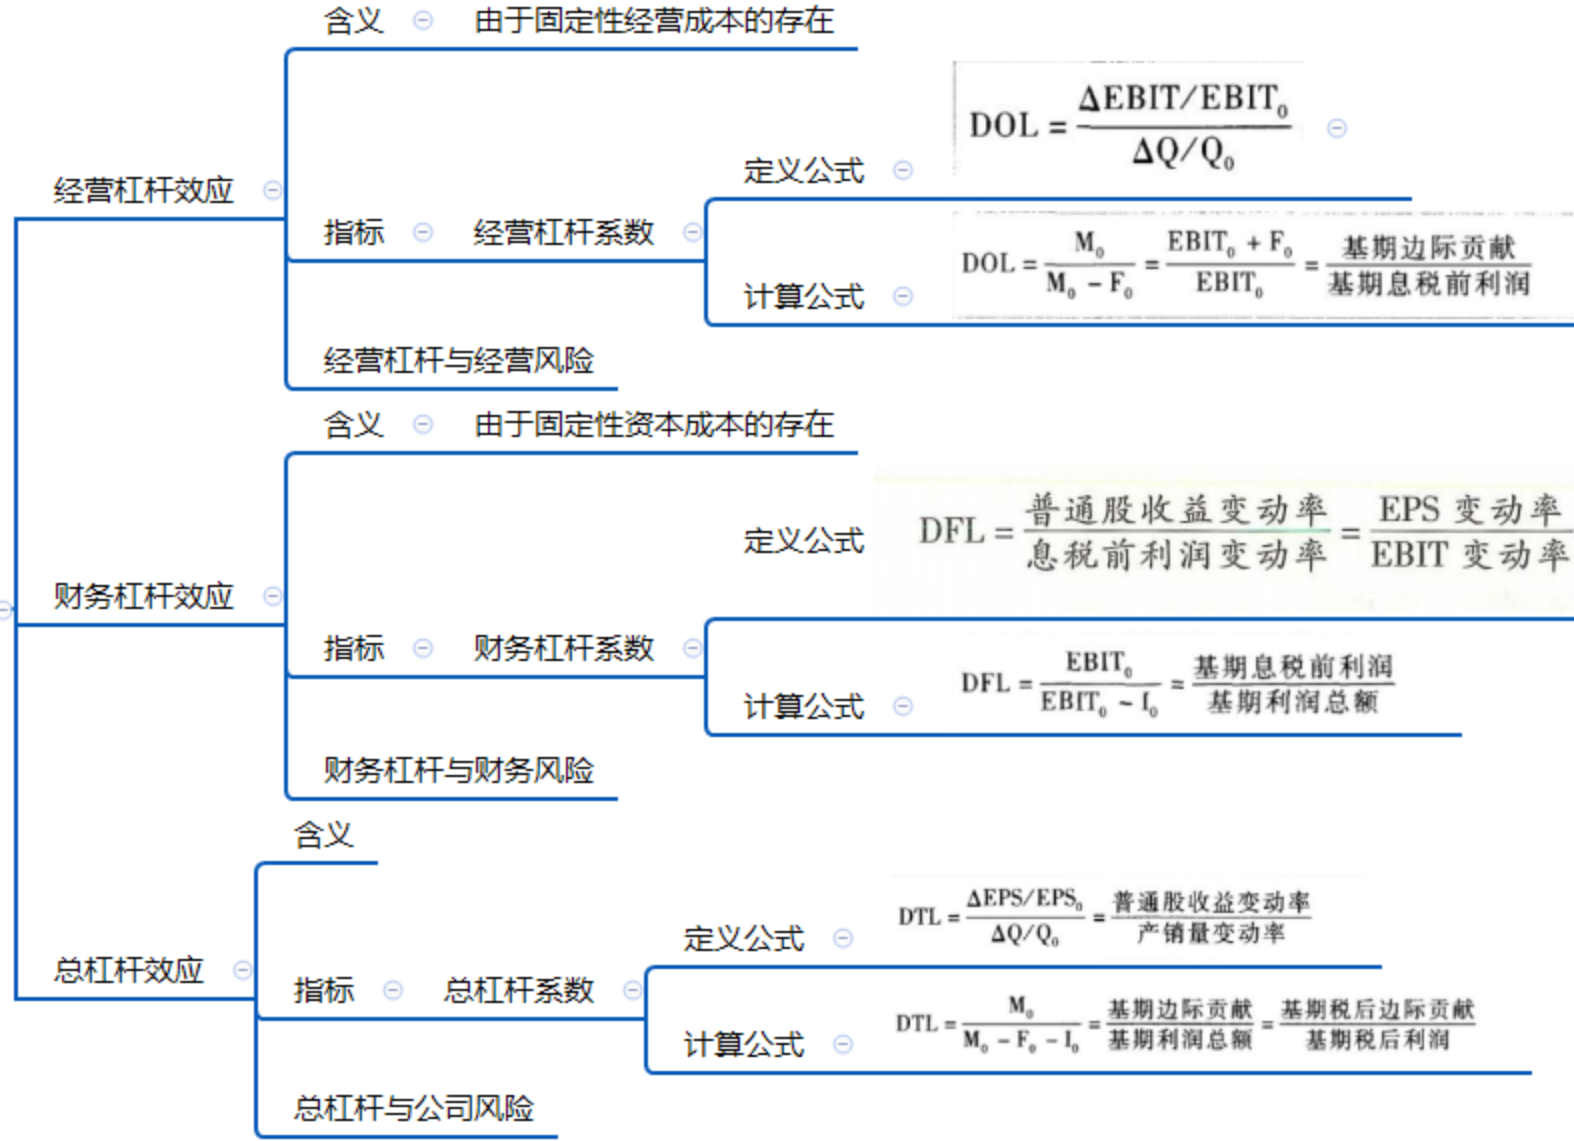 含义 由于固定性经营成本的存在
经营杠杆效应
指标 经营杠杆系数
定义公式 DOL = ΔEBIT/EBIT₀ / ΔQ/Q₀
计算公式 DOL = M₀ / M₀ − F₀ = EBIT₀ + F₀ / EBIT₀ = 基期边际贡献 / 基期息税前利润
经营杠杆与经营风险
含义 由于固定性资本成本的存在
财务杠杆效应
指标 财务杠杆系数
定义公式 DFL = 普通股收益变动率 / 息税前利润变动率 = EPS 变动率 / EBIT 变动率
计算公式 DFL = EBIT₀ / EBIT₀ − I₀ = 基期息税前利润 / 基期利润总额
财务杠杆与财务风险
含义
总杠杆效应
指标 总杠杆系数
定义公式 DTL = ΔEPS/EPS₀ / ΔQ/Q₀ = 普通股收益变动率 / 产销量变动率
计算公式 DTL = M₀ / M₀ − F₀ − I₀ = 基期边际贡献 / 基期利润总额 = 基期税后边际贡献 / 基期税后利润
总杠杆与公司风险